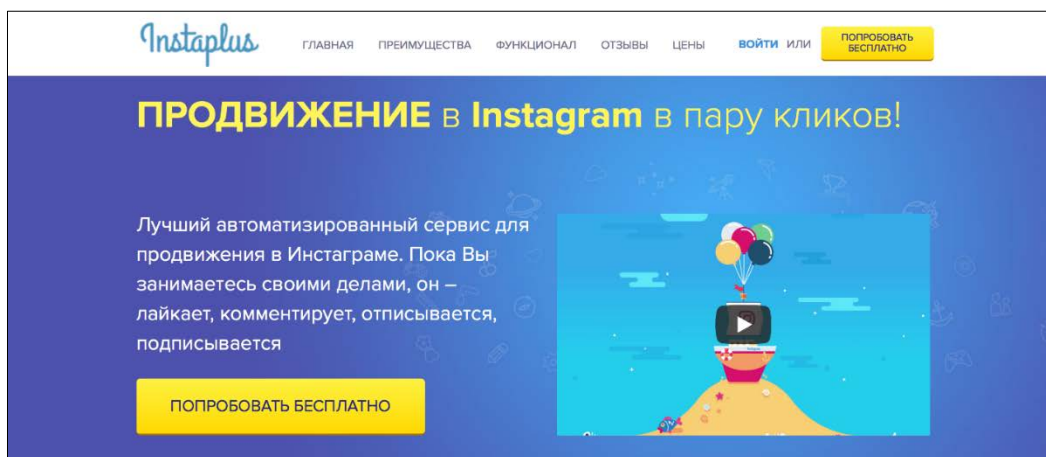 Instaplus
ГЛАВНАЯ ПРЕИМУЩЕСТВА ФУНКЦИОНАЛ ОТЗЫВЫ ЦЕНЫ ВОЙТИ ИЛИ
ПОПРОБОВАТЬ
БЕСПЛАТНО
ПРОДВИЖЕНИЕ в Instagram в пару кликов!
Лучший автоматизированный сервис для
продвижения в Инстаграме. Пока Вы
занимаетесь своими делами, он –
лайкает, комментирует, отписывается,
подписывается
ПОПРОБОВАТЬ БЕСПЛАТНО